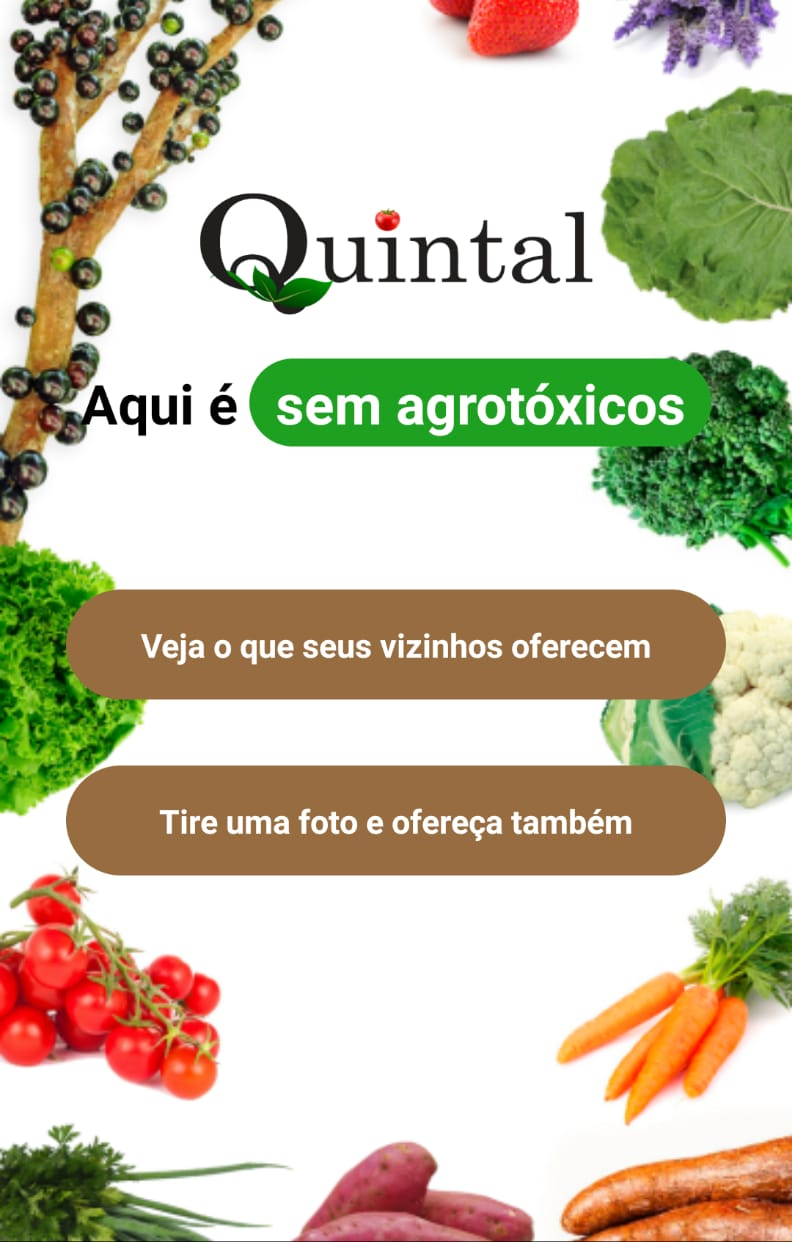 Quintal
Aqui é sem agrotóxicos
Veja o que seus vizinhos oferecem
Tire uma foto e ofereça também